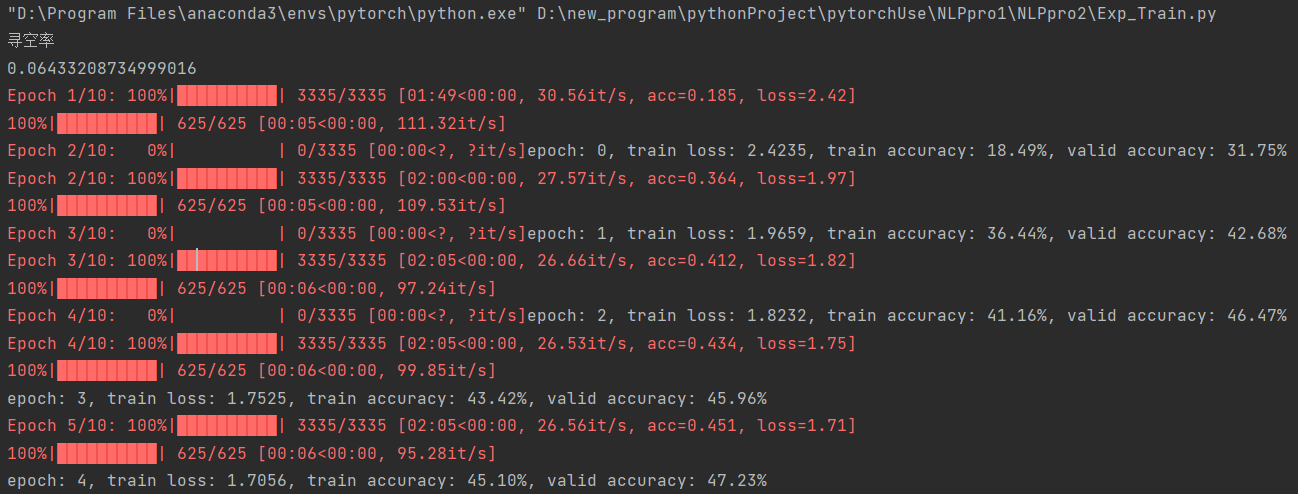 "D:\Program Files\anaconda3\envs\pytorch\python.exe" D:\new_program\pythonProject\pytorchUse\NLPpro1\NLPpro2\Exp_Train.py
寻空率
0.06433208734999016
Epoch 1/10: 100%|██████████| 3335/3335 [01:49<00:00, 30.56it/s, acc=0.185, loss=2.42]
100%|██████████| 625/625 [00:05<00:00, 111.32it/s]
Epoch 2/10:   0%|          | 0/3335 [00:00<?, ?it/s]epoch: 0, train loss: 2.4235, train accuracy: 18.49%, valid accuracy: 31.75%
Epoch 2/10: 100%|██████████| 3335/3335 [02:00<00:00, 27.57it/s, acc=0.364, loss=1.97]
100%|██████████| 625/625 [00:05<00:00, 109.53it/s]
Epoch 3/10:   0%|          | 0/3335 [00:00<?, ?it/s]epoch: 1, train loss: 1.9659, train accuracy: 36.44%, valid accuracy: 42.68%
Epoch 3/10: 100%|██████████| 3335/3335 [02:05<00:00, 26.66it/s, acc=0.412, loss=1.82]
100%|██████████| 625/625 [00:06<00:00, 97.24it/s]
Epoch 4/10:   0%|          | 0/3335 [00:00<?, ?it/s]epoch: 2, train loss: 1.8232, train accuracy: 41.16%, valid accuracy: 46.47%
Epoch 4/10: 100%|██████████| 3335/3335 [02:05<00:00, 26.53it/s, acc=0.434, loss=1.75]
100%|██████████| 625/625 [00:06<00:00, 99.85it/s]
epoch: 3, train loss: 1.7525, train accuracy: 43.42%, valid accuracy: 45.96%
Epoch 5/10: 100%|██████████| 3335/3335 [02:05<00:00, 26.56it/s, acc=0.451, loss=1.71]
100%|██████████| 625/625 [00:06<00:00, 95.28it/s]
epoch: 4, train loss: 1.7056, train accuracy: 45.10%, valid accuracy: 47.23%